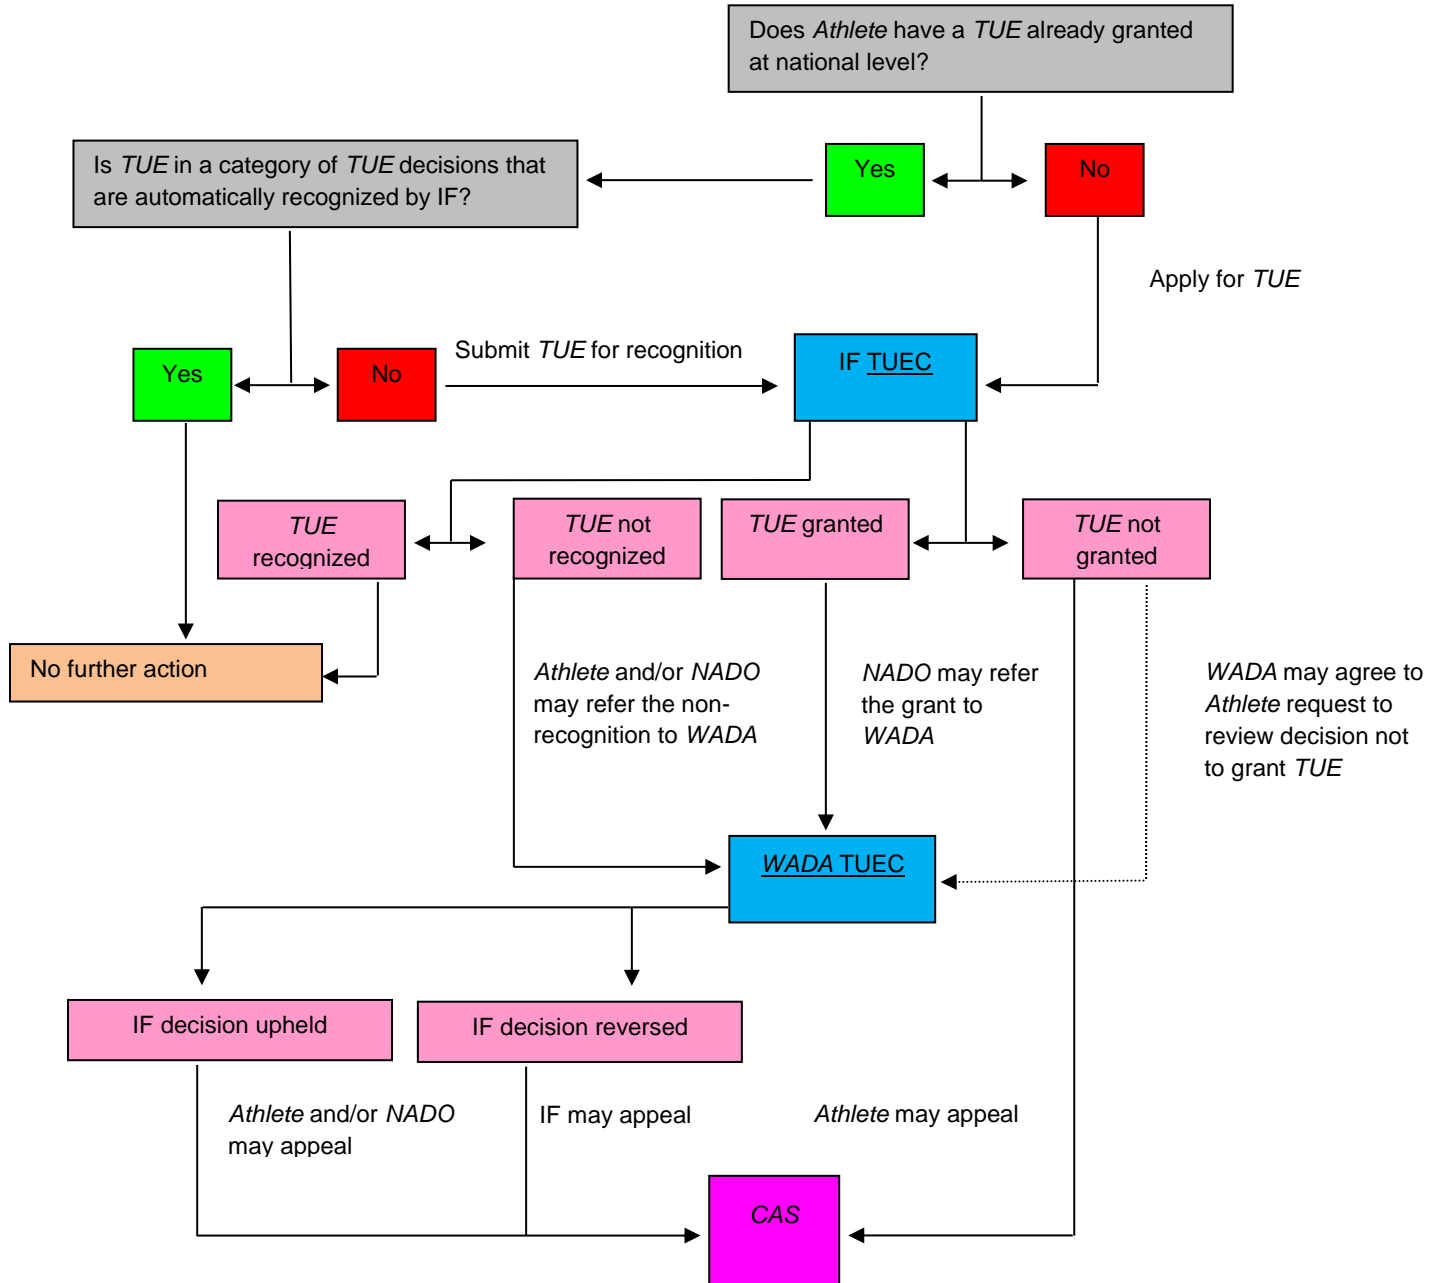 Does Athlete have a TUE already granted
at national level?
Is TUE in a category of TUE decisions that
are automatically recognized by IF?
Yes
No
Apply for TUE
Yes
No
Submit TUE for recognition
IF TUEC
TUE
recognized
TUE not
recognized
TUE granted
TUE not
granted
No further action
Athlete and/or NADO
may refer the non-
recognition to WADA
NADO may refer
the grant to
WADA
WADA may agree to
Athlete request to
review decision not
to grant TUE
WADA TUEC
IF decision upheld
IF decision reversed
Athlete and/or NADO
may appeal
IF may appeal
Athlete may appeal
CAS